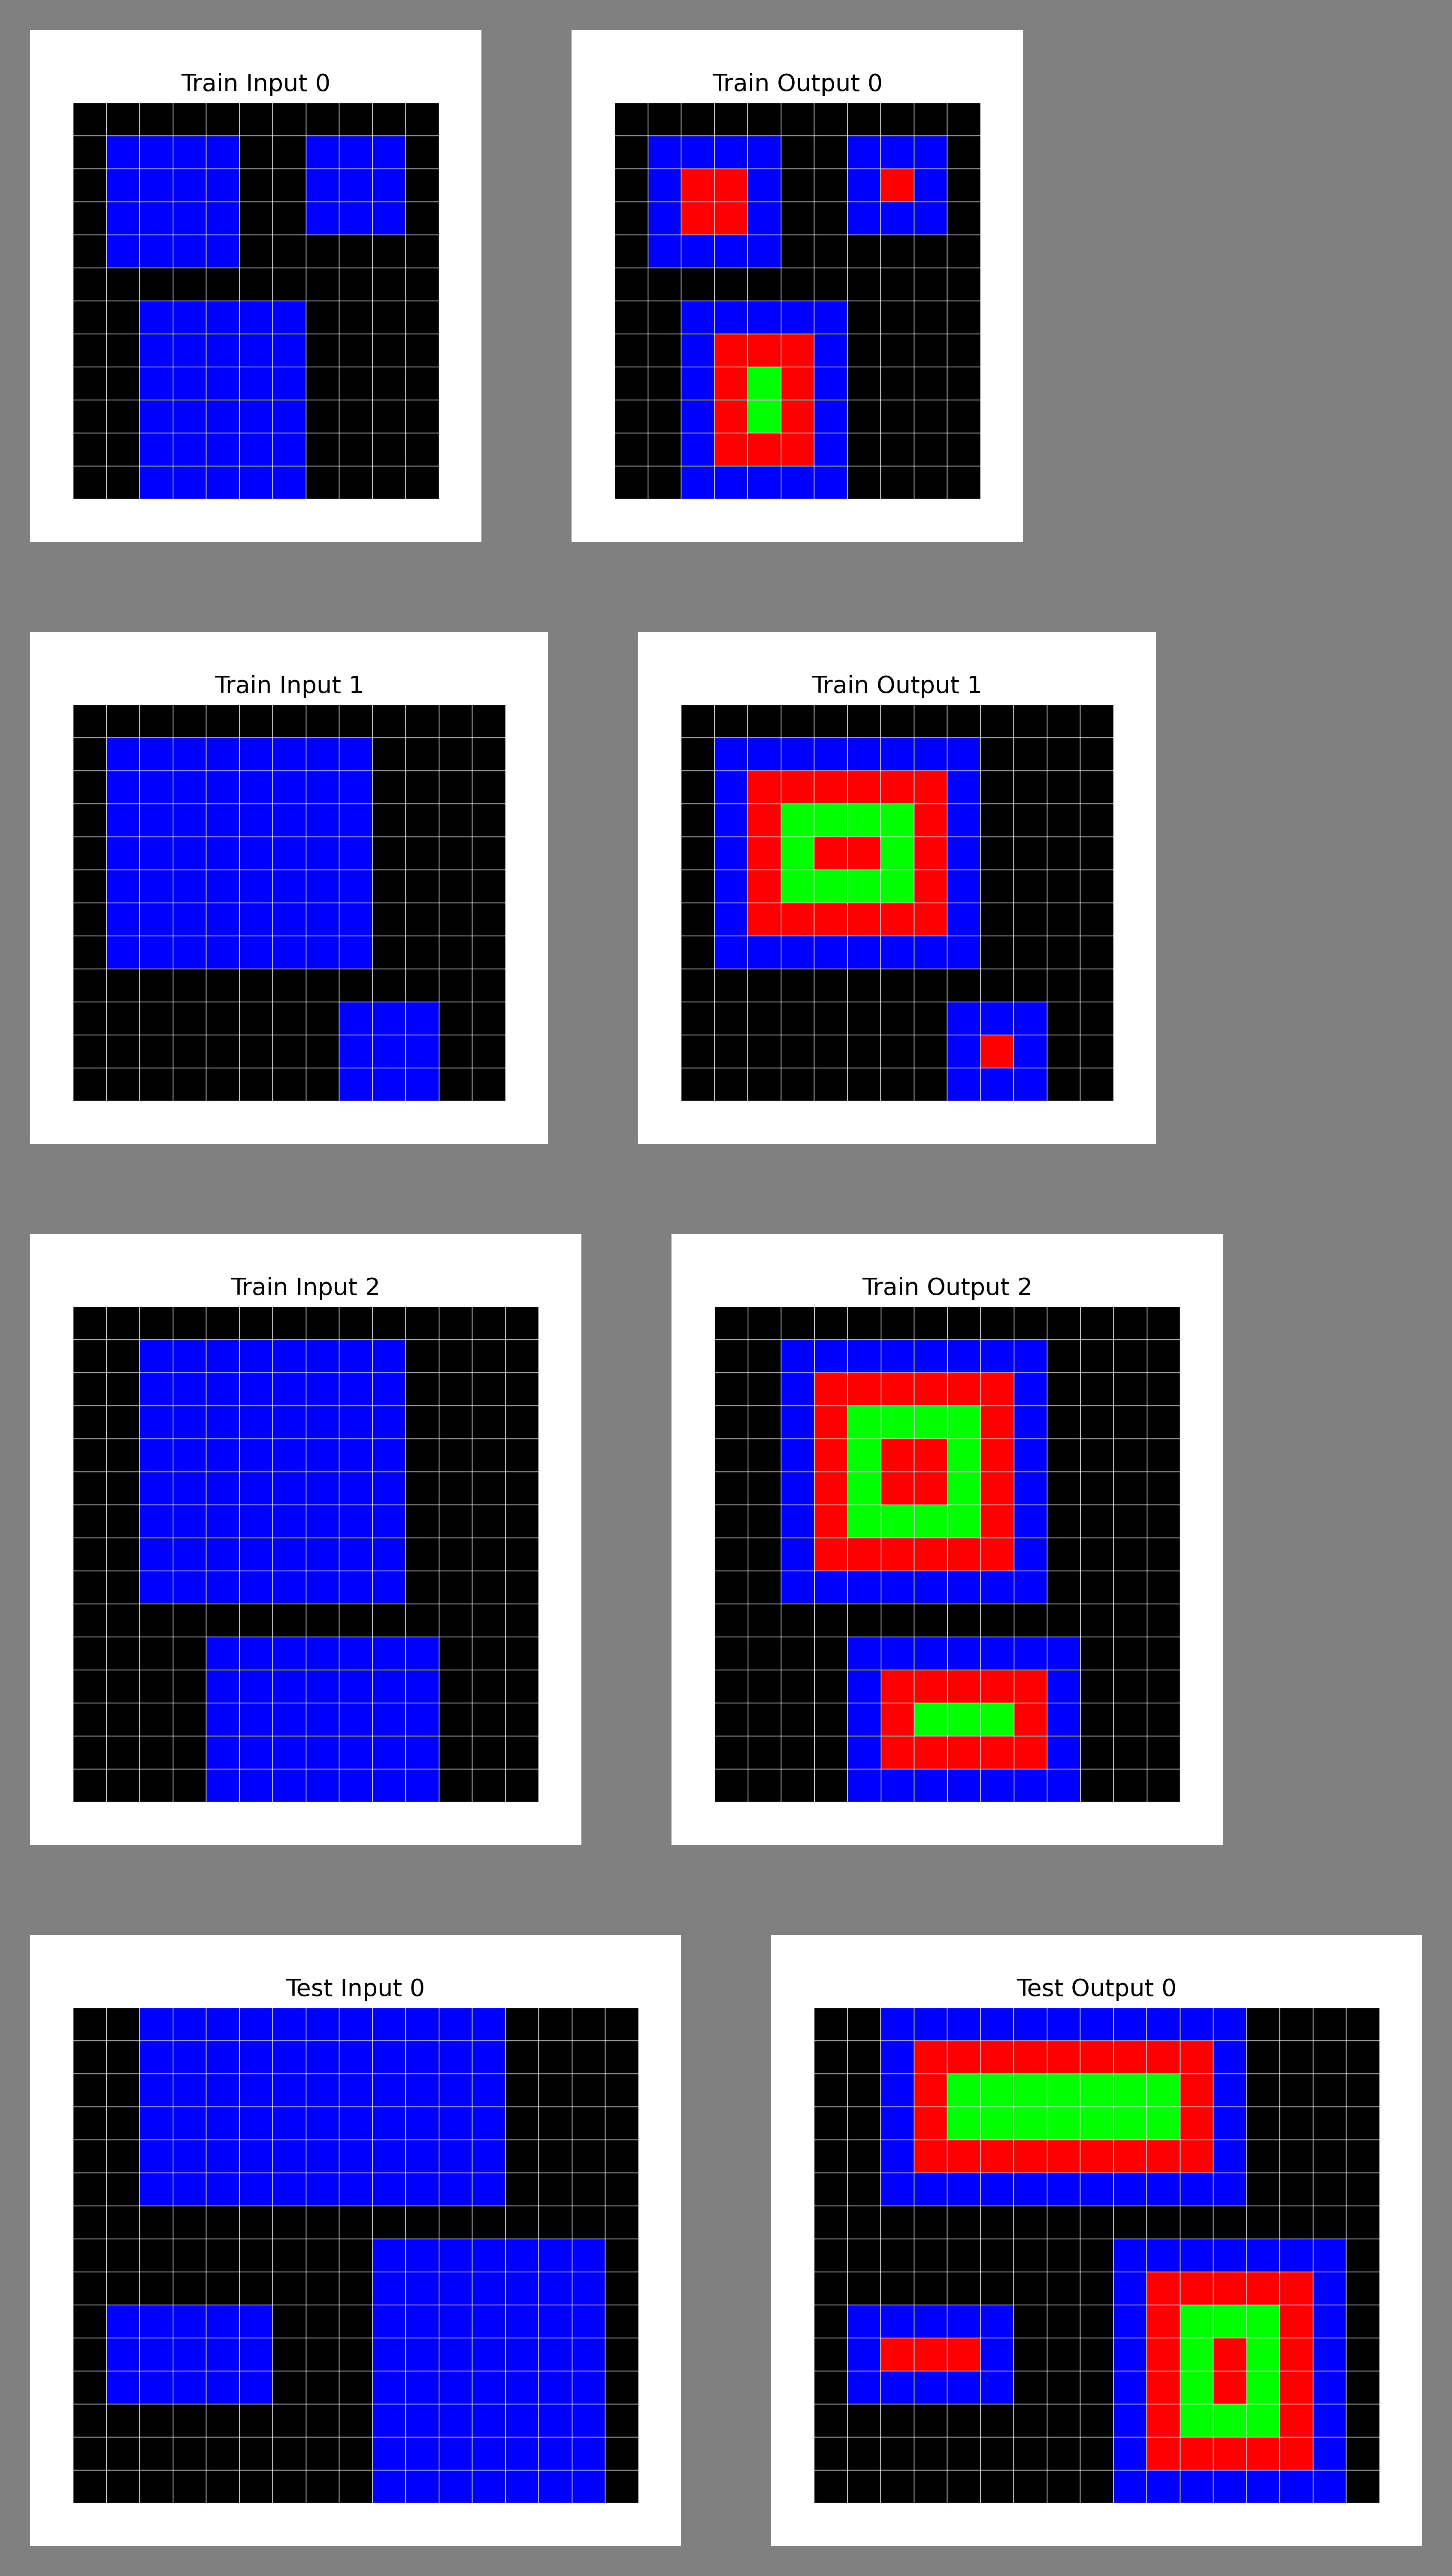 Train Input 0
Train Output 0
Train Input 1
Train Output 1
Train Input 2
Train Output 2
Test Input 0
Test Output 0